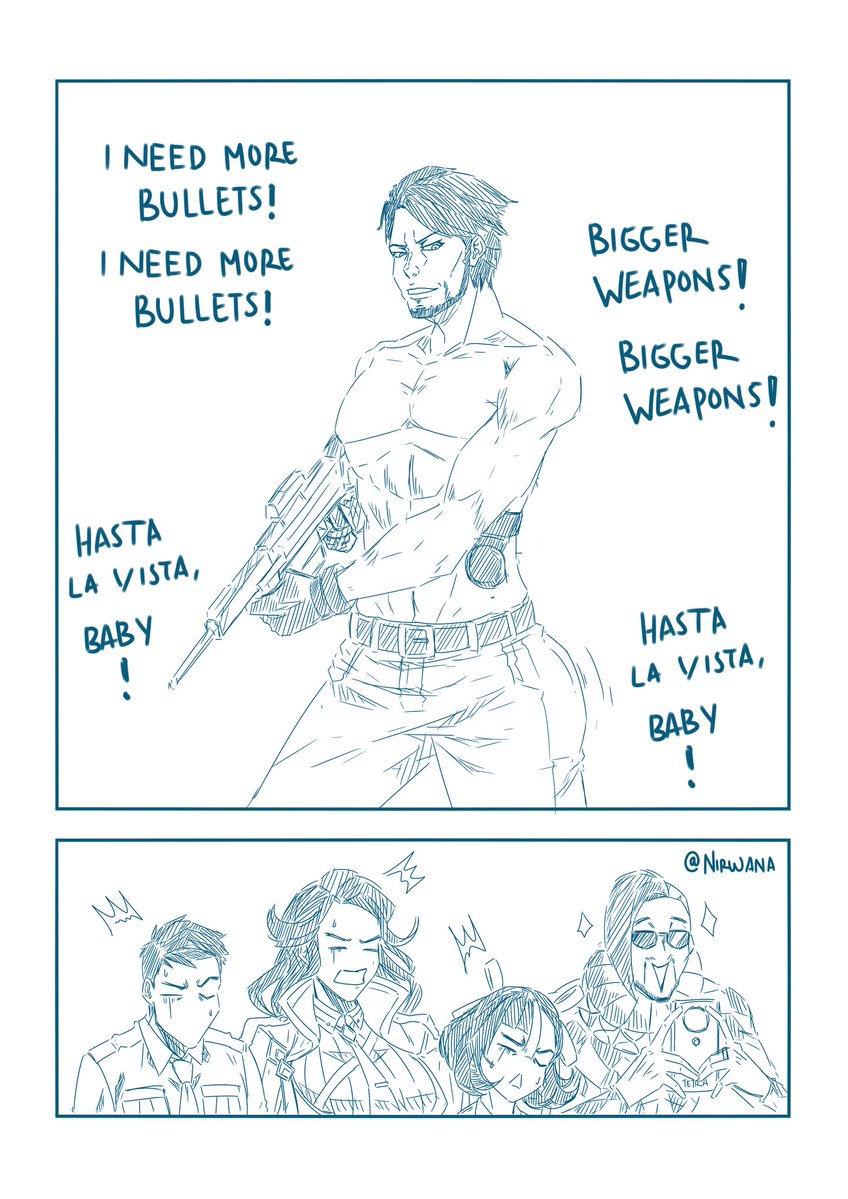 I NEED MORE
BULLETS!
I NEED MORE
BULLETS!
BIGGER
WEAPONS!
BIGGER
WEAPONS!
HASTA
LA VISTA,
BABY
!
HASTA
LA VISTA,
BABY
!
@NIRWANA
TETRA